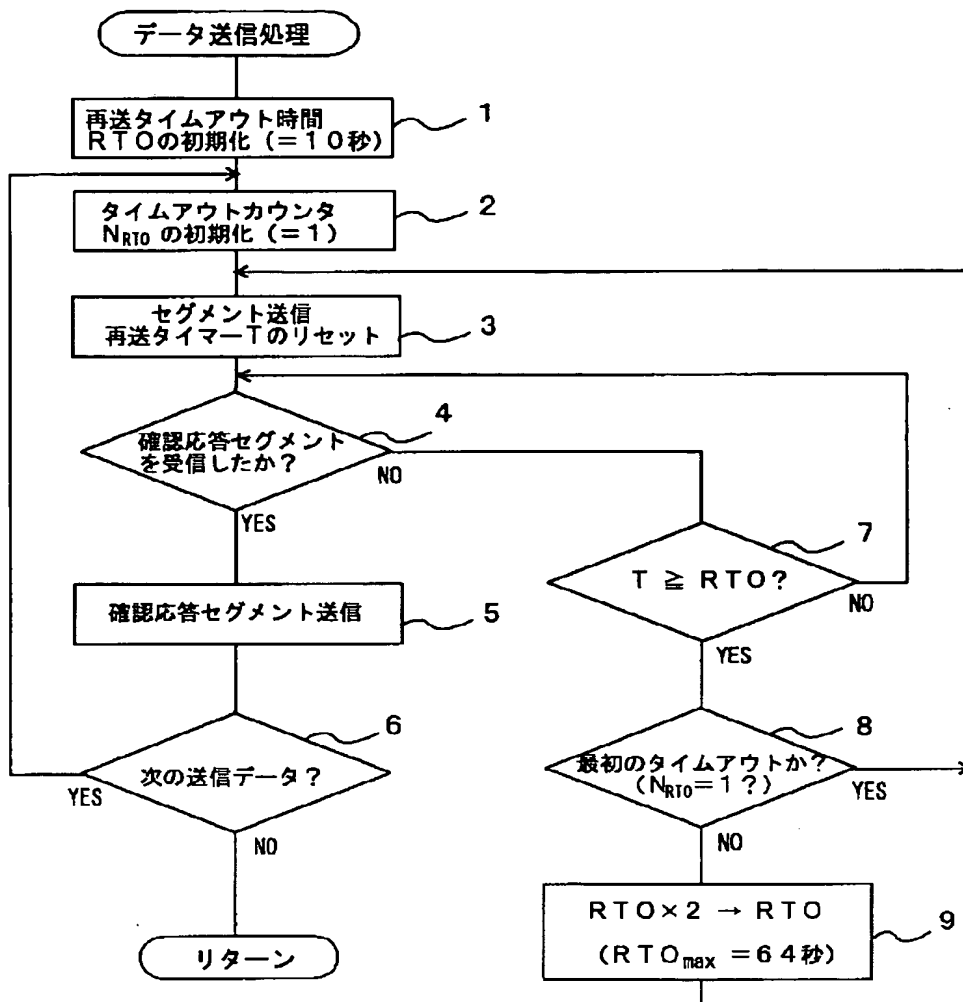 データ送信処理
再送タイムアウト時間
RTOの初期化(=10秒)
1
タイムアウトカウンタ
N_RTO の初期化(=1)
2
セグメント送信
再送タイマーTのリセット
3
確認応答セグメント
を受信したか?
4
NO
YES
確認応答セグメント送信
5
次の送信データ?
6
YES
NO
リターン
T ≧ RTO?
7
NO
YES
最初のタイムアウトか?
(N_RTO=1?)
8
YES
NO
RTO×2 → RTO
(RTO_max =64秒)
9